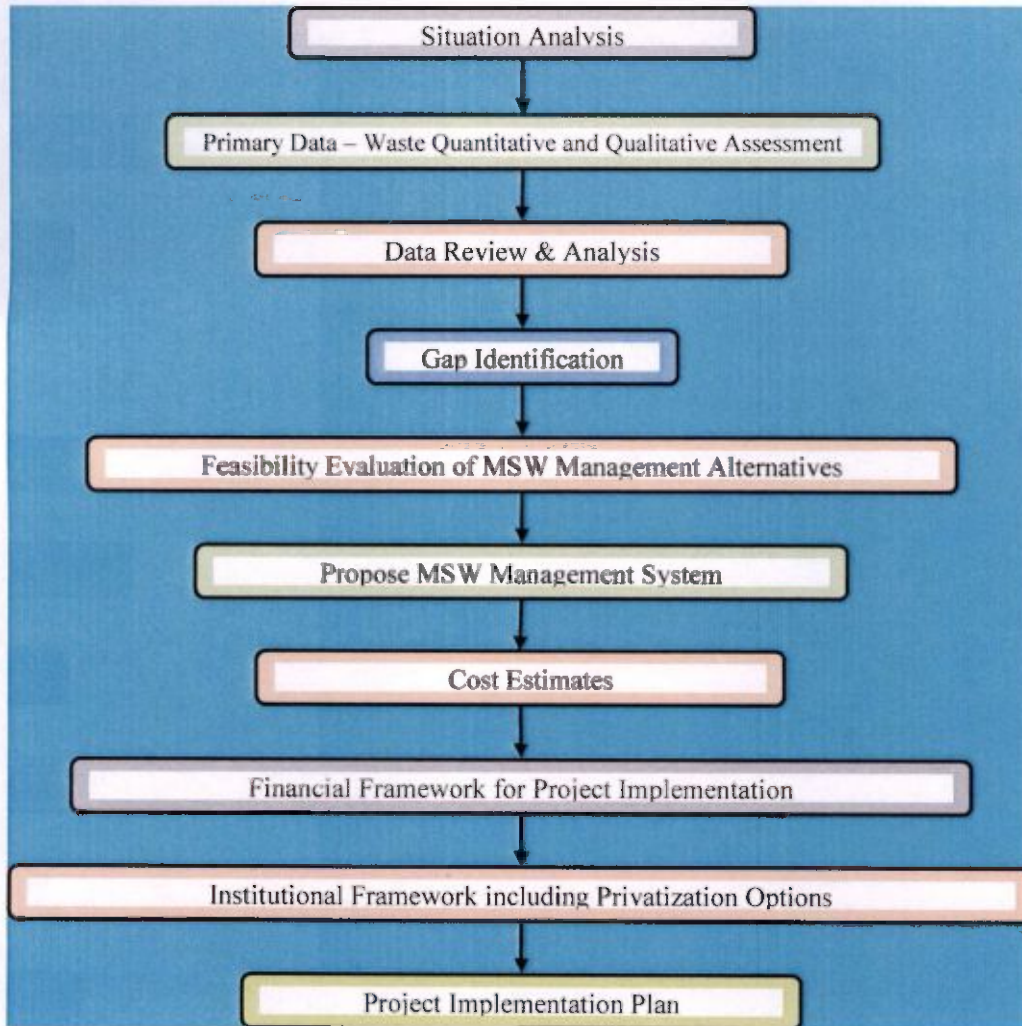 Situation Analysis
Primary Data – Waste Quantitative and Qualitative Assessment
Data Review & Analysis
Gap Identification
Feasibility Evaluation of MSW Management Alternatives
Propose MSW Management System
Cost Estimates
Financial Framework for Project Implementation
Institutional Framework including Privatization Options
Project Implementation Plan